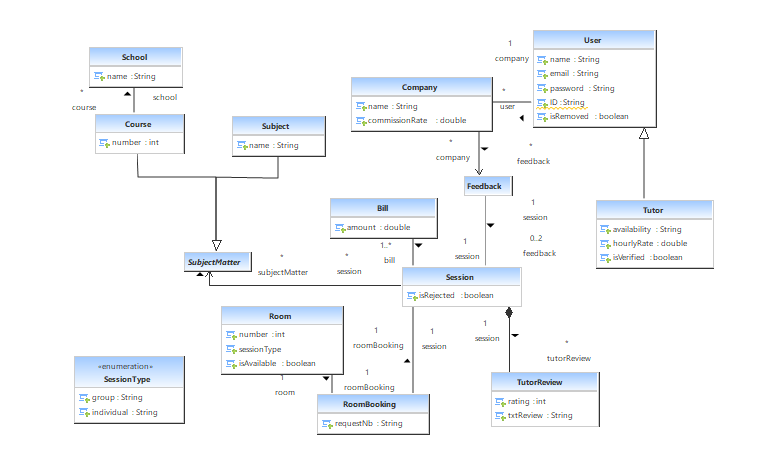 School
name : String
*
course
school
Course
number : int
Subject
name : String
SubjectMatter
*
subjectMatter
*
session
Company
name : String
commissionRate : double
1
company
*
user
User
name : String
email : String
password : String
ID : String
isRemoved : boolean
*
company
*
feedback
Feedback
1
session
0..2
feedback
1
session
Tutor
availability : String
hourlyRate : double
isVerified : boolean
Bill
amount : double
1..*
bill
Session
isRejected : boolean
Room
number : int
sessionType
isAvailable : boolean
1
room
1
roomBooking
1
roomBooking
1
session
1
session
*
tutorReview
«enumeration»
SessionType
group : String
individual : String
RoomBooking
requestNb : String
TutorReview
rating : int
txtReview : String